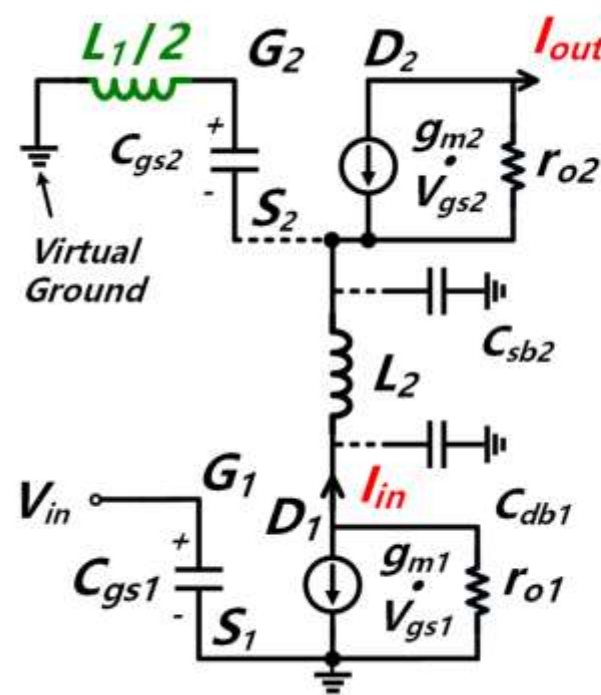 L1/2
G2
D2
Iout
+
Cgs2
-
gm2
·
Vgs2
ro2
S2
Virtual
Ground
Csb2
L2
G1
Iin
Vin
D1
Cdb1
+
Cgs1
-
gm1
·
Vgs1
ro1
S1